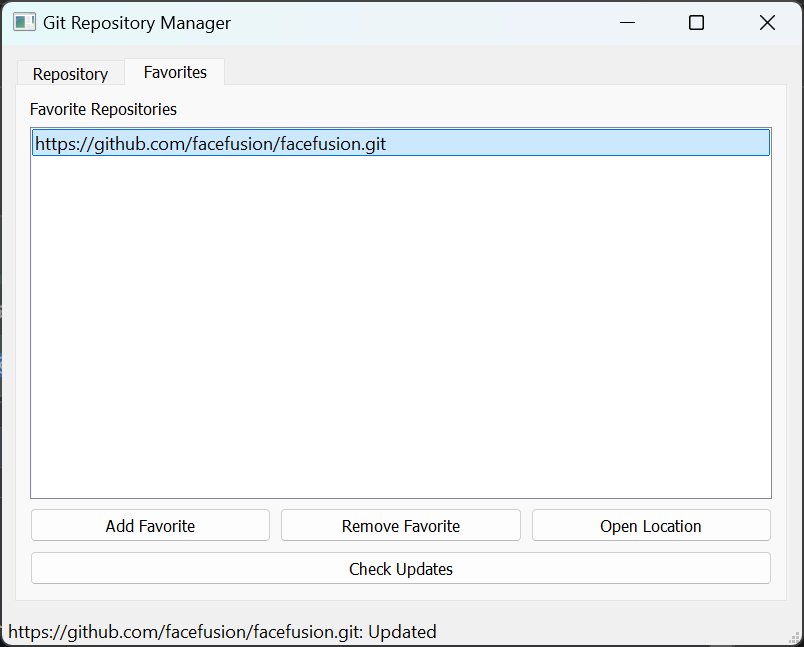 Git Repository Manager
Repository
Favorites
Favorite Repositories
https://github.com/facefusion/facefusion.git
Add Favorite
Remove Favorite
Open Location
Check Updates
https://github.com/facefusion/facefusion.git: Updated